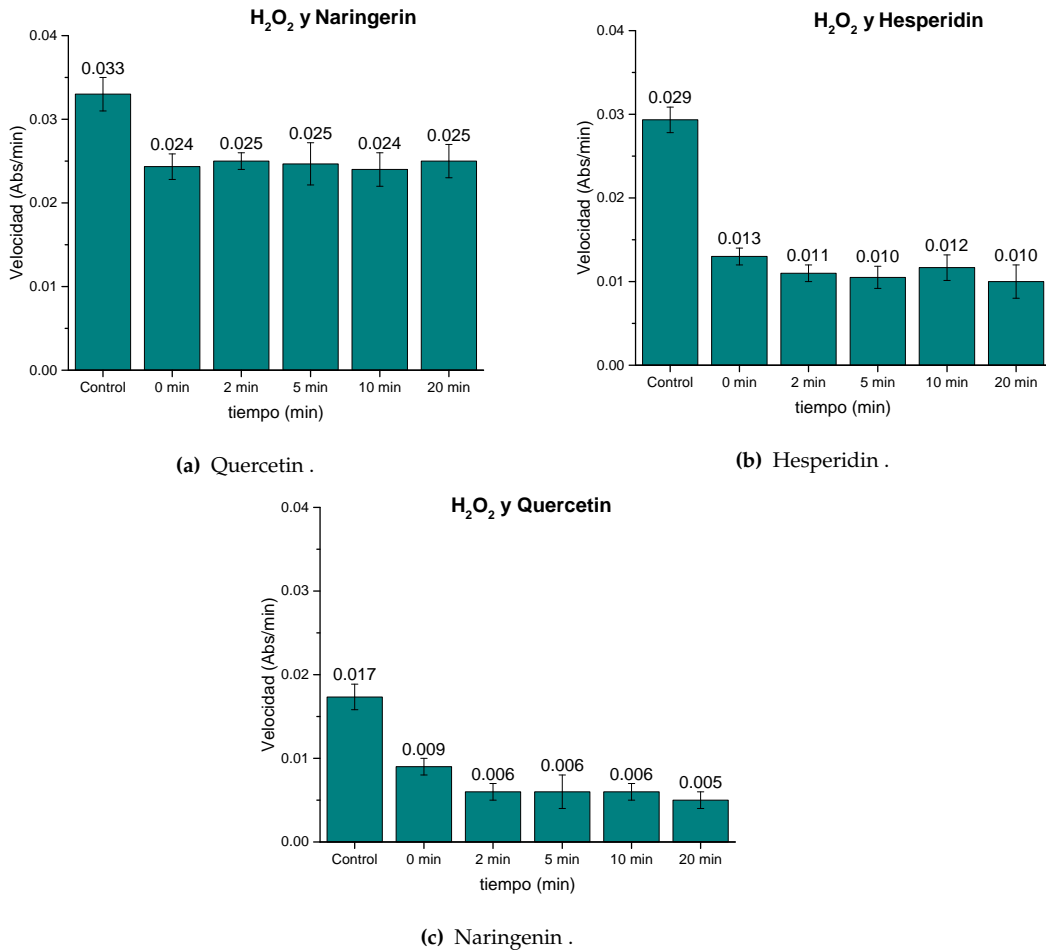 H₂O₂ y Naringerin
0.04
0.03
0.02
0.01
0.00
Velocidad (Abs/min)
0.033
0.024
0.025
0.025
0.024
0.025
Control 0 min 2 min 5 min 10 min 20 min
tiempo (min)
(a) Quercetin .
H₂O₂ y Hesperidin
0.04
0.03
0.02
0.01
0.00
Velocidad (Abs/min)
0.029
0.013
0.011
0.010
0.012
0.010
Control 0 min 2 min 5 min 10 min 20 min
tiempo (min)
(b) Hesperidin .
H₂O₂ y Quercetin
0.04
0.03
0.02
0.01
0.00
Velocidad (Abs/min)
0.017
0.009
0.006
0.006
0.006
0.005
Control 0 min 2 min 5 min 10 min 20 min
tiempo (min)
(c) Naringenin .